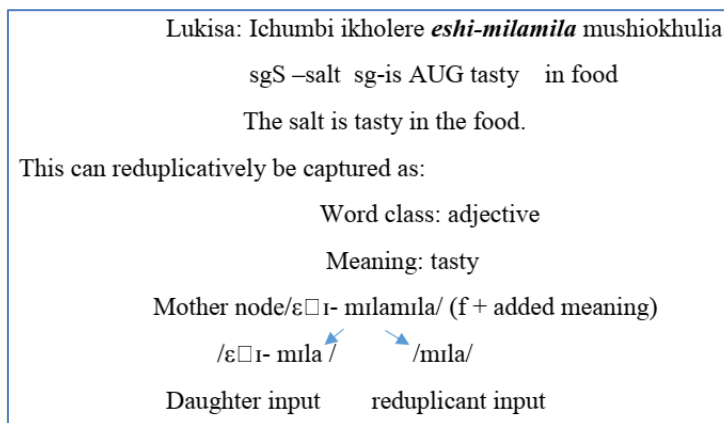 Lukisa: Ichumbi ikholere eshi-milamila mushiokhulia
sgS –salt sg-is AUG tasty in food
The salt is tasty in the food.
This can reduplicatively be captured as:
Word class: adjective
Meaning: tasty
Mother node/ɛ□ɪ- mɪlamɪla/ (f + added meaning)
/ɛ□ɪ- mɪla / /mɪla/
Daughter input reduplicant input